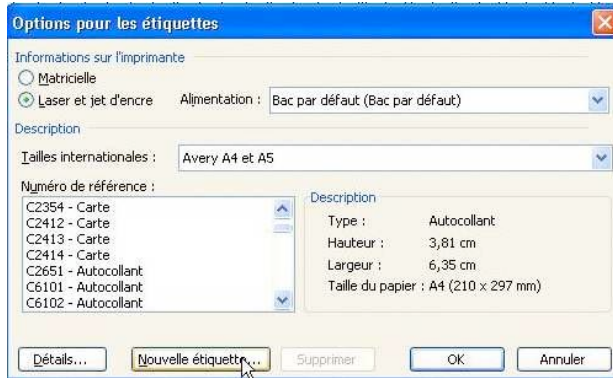 Options pour les étiquettes
Informations sur l'imprimante
Matricielle
Laser et jet d'encre
Alimentation :
Bac par défaut (Bac par défaut)
Description
Tailles internationales :
Avery A4 et A5
Numéro de référence :
C2354 - Carte
C2412 - Carte
C2413 - Carte
C2414 - Carte
C2651 - Autocollant
C6101 - Autocollant
C6102 - Autocollant
Description
Type : Autocollant
Hauteur : 3,81 cm
Largeur : 6,35 cm
Taille du papier : A4 (210 x 297 mm)
Détails...
Nouvelle étiquette...
Supprimer
OK
Annuler